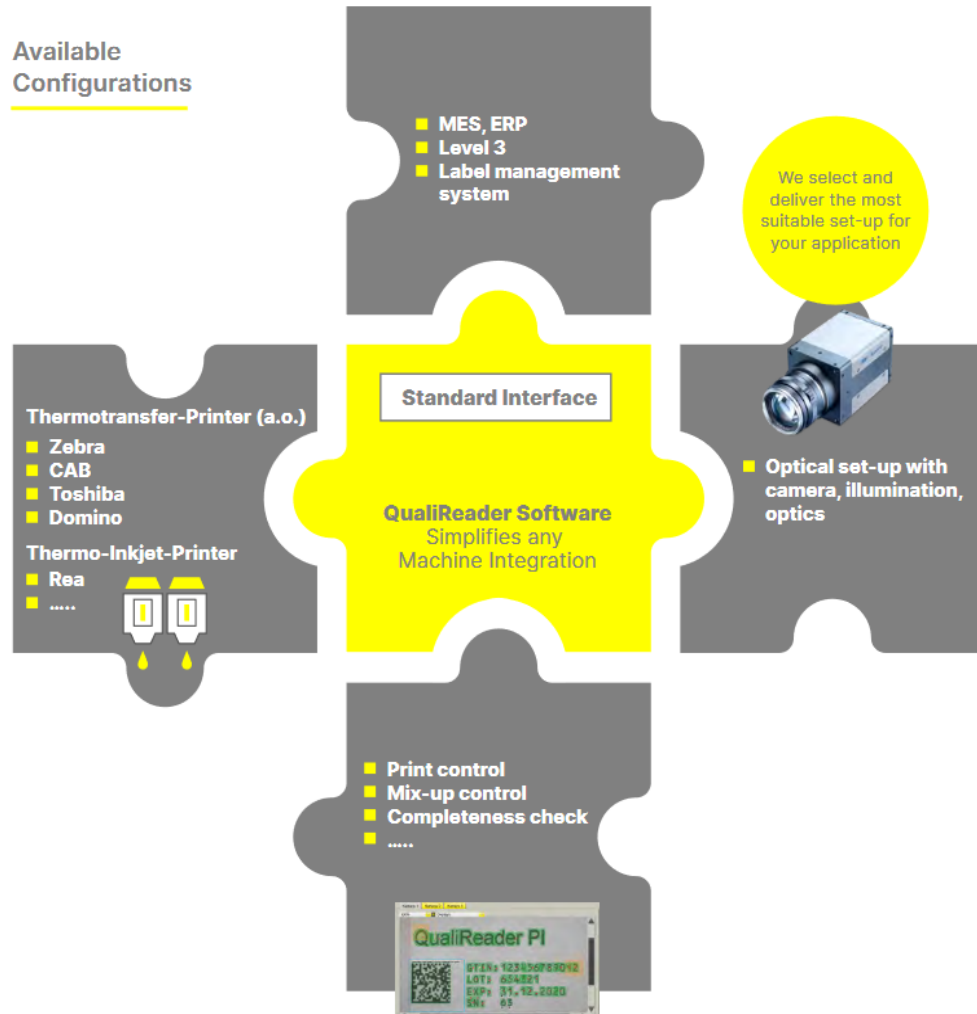 Available
Configurations
MES, ERP
Level 3
Label management
system
We select and
deliver the most
suitable set-up for
your application
Thermotransfer-Printer (a.o.)
Zebra
CAB
Toshiba
Domino
Thermo-Inkjet-Printer
Rea
.....
Standard Interface
QualiReader Software
Simplifies any
Machine Integration
Optical set-up with
camera, illumination,
optics
Print control
Mix-up control
Completeness check
.....
QualiReader PI
GTIN: 123456789012
LOT: 654321
EXP: 31.12.2020
SN: 63